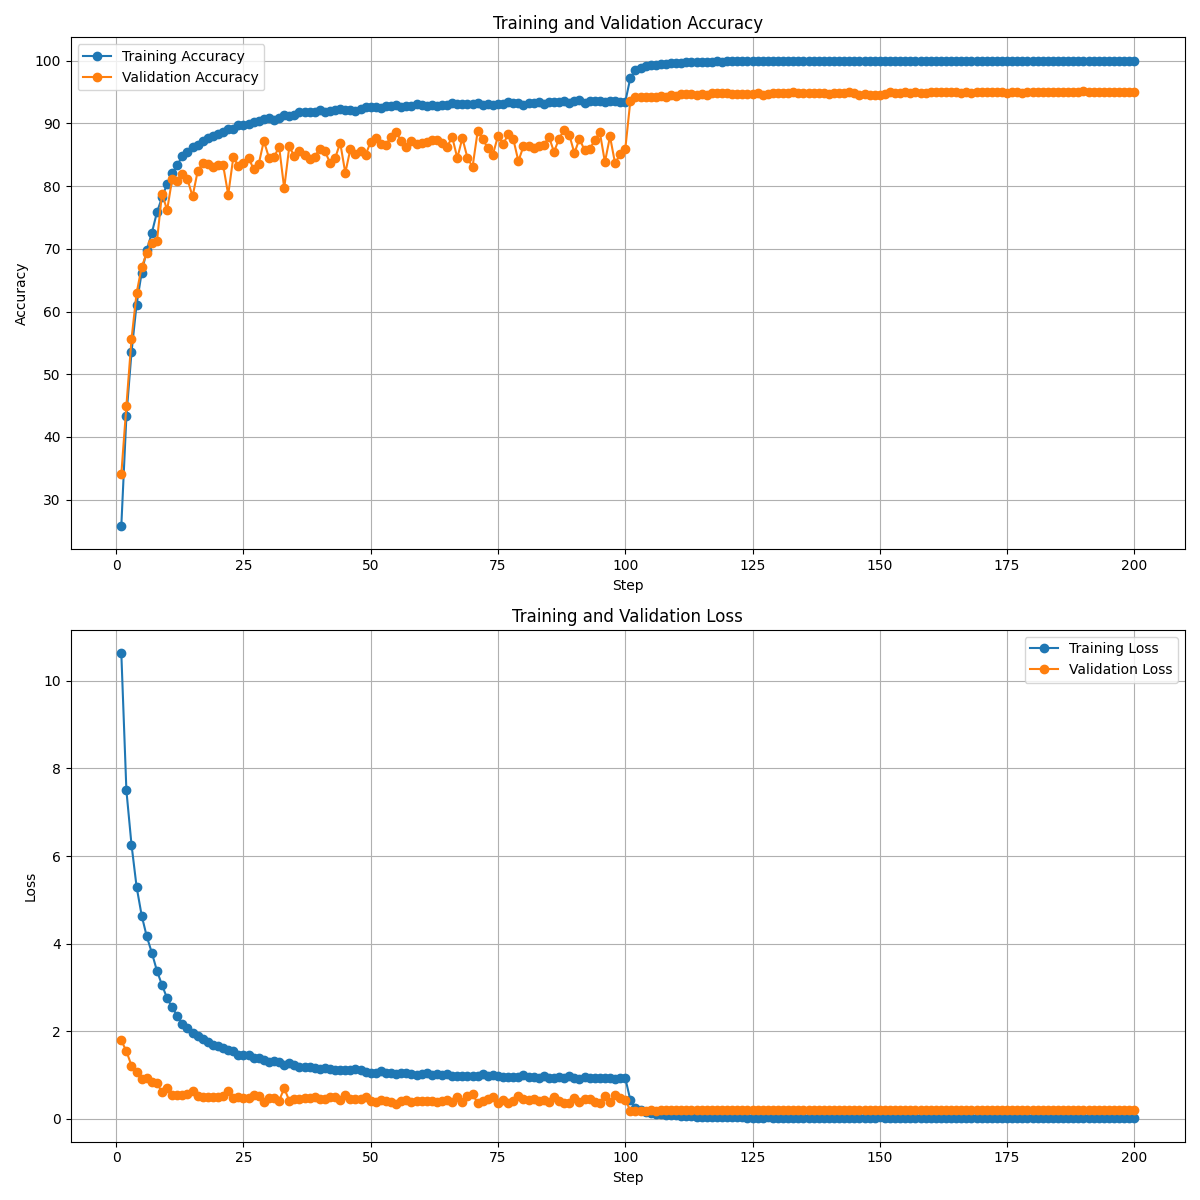 Training and Validation Accuracy
Training Accuracy
Validation Accuracy
100
90
80
70
60
50
40
30
Accuracy
0 25 50 75 100 125 150 175 200
Step
Training and Validation Loss
Training Loss
Validation Loss
10
8
6
4
2
0
Loss
0 25 50 75 100 125 150 175 200
Step